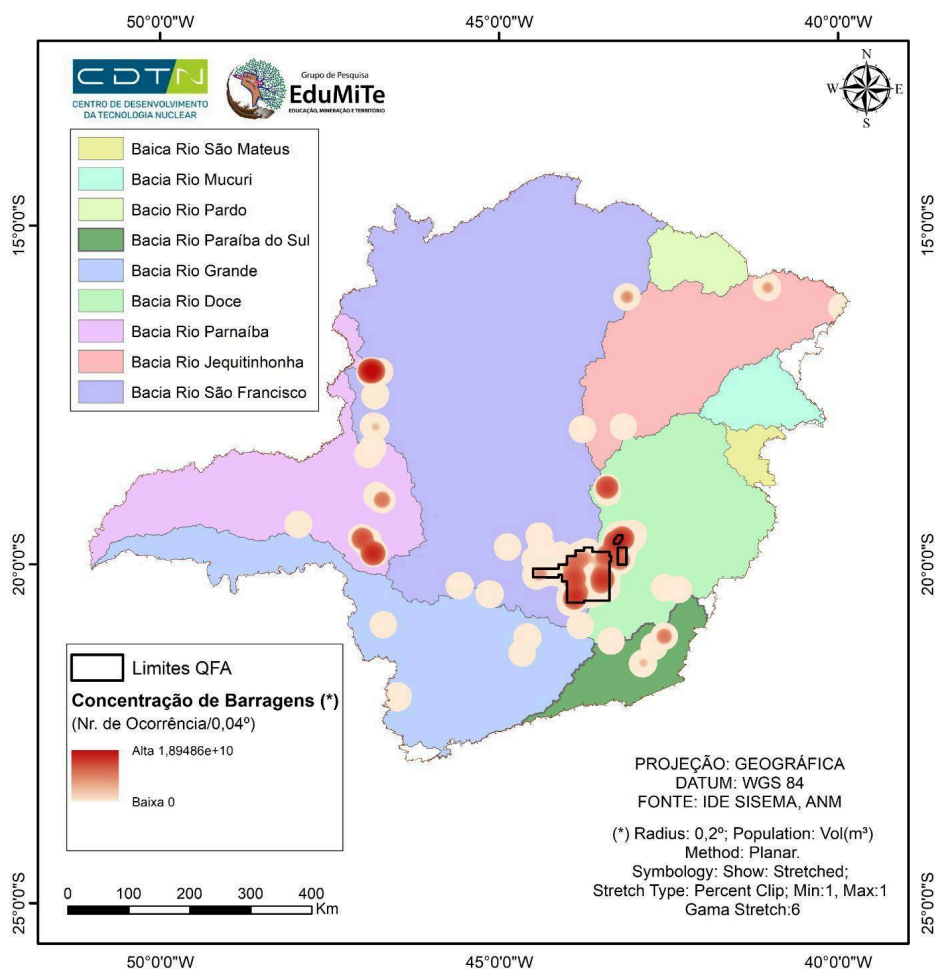 50°0'0"W 45°0'0"W 40°0'0"W
CDTN
CENTRO DE DESENVOLVIMENTO
DA TECNOLOGIA NUCLEAR
Grupo de Pesquisa
EduMiTe
EDUCAÇÃO, MINERAÇÃO E TERRITÓRIO
N
W E
S
Baica Rio São Mateus
Bacia Rio Mucuri
Bacio Rio Pardo
Bacia Rio Paraíba do Sul
Bacia Rio Grande
Bacia Rio Doce
Bacia Rio Parnaíba
Bacia Rio Jequitinhonha
Bacia Rio São Francisco
15°0'0"S 15°0'0"S
20°0'0"S 20°0'0"S
Limites QFA
Concentração de Barragens (*)
(Nr. de Ocorrência/0,04º)
Alta 1,89486e+10
Baixa 0
PROJEÇÃO: GEOGRÁFICA
DATUM: WGS 84
FONTE: IDE SISEMA, ANM
(*) Radius: 0,2º; Population: Vol(m³)
Method: Planar.
Symbology: Show: Stretched;
Stretch Type: Percent Clip; Min:1, Max:1
Gama Stretch:6
0 100 200 300 400
Km
25°0'0"S 25°0'0"S
50°0'0"W 45°0'0"W 40°0'0"W